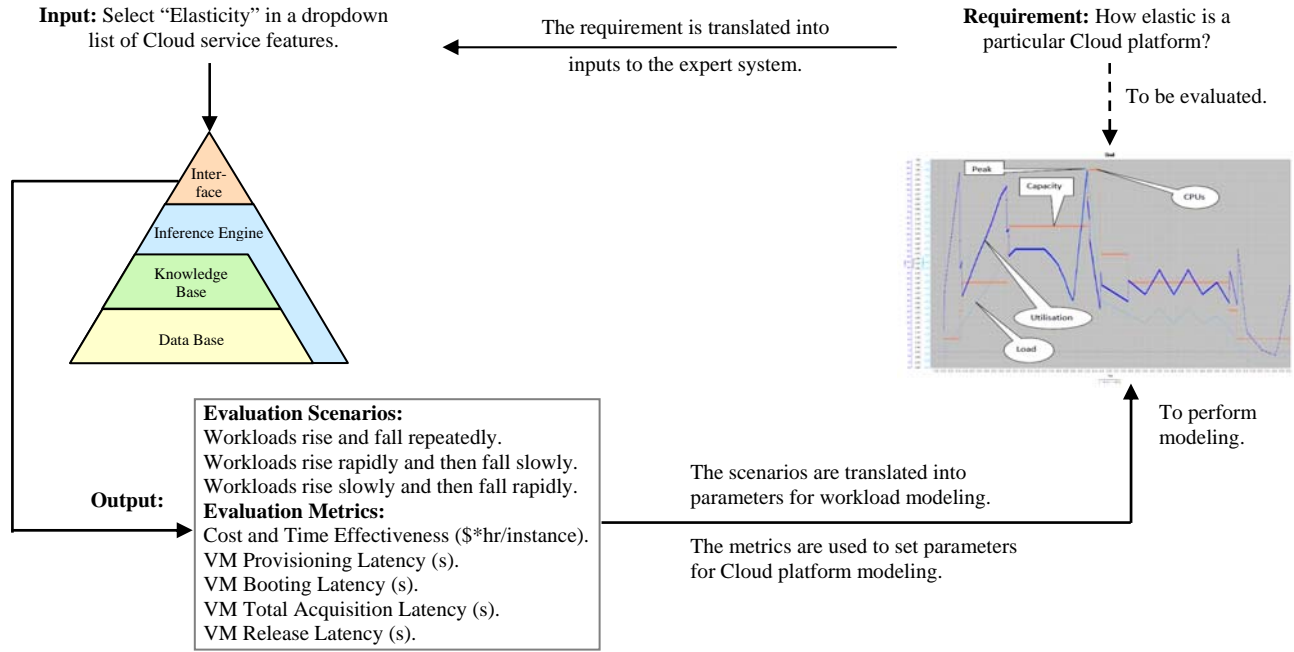 Input: Select “Elasticity” in a dropdown
list of Cloud service features.
The requirement is translated into
inputs to the expert system.
Requirement: How elastic is a
particular Cloud platform?
To be evaluated.
Inter-
face
Inference Engine
Knowledge
Base
Data Base
Peak
Capacity
CPUs
Utilisation
Load
To perform
modeling.
Output:
Evaluation Scenarios:
Workloads rise and fall repeatedly.
Workloads rise rapidly and then fall slowly.
Workloads rise slowly and then fall rapidly.
Evaluation Metrics:
Cost and Time Effectiveness ($*hr/instance).
VM Provisioning Latency (s).
VM Booting Latency (s).
VM Total Acquisition Latency (s).
VM Release Latency (s).
The scenarios are translated into
parameters for workload modeling.
The metrics are used to set parameters
for Cloud platform modeling.